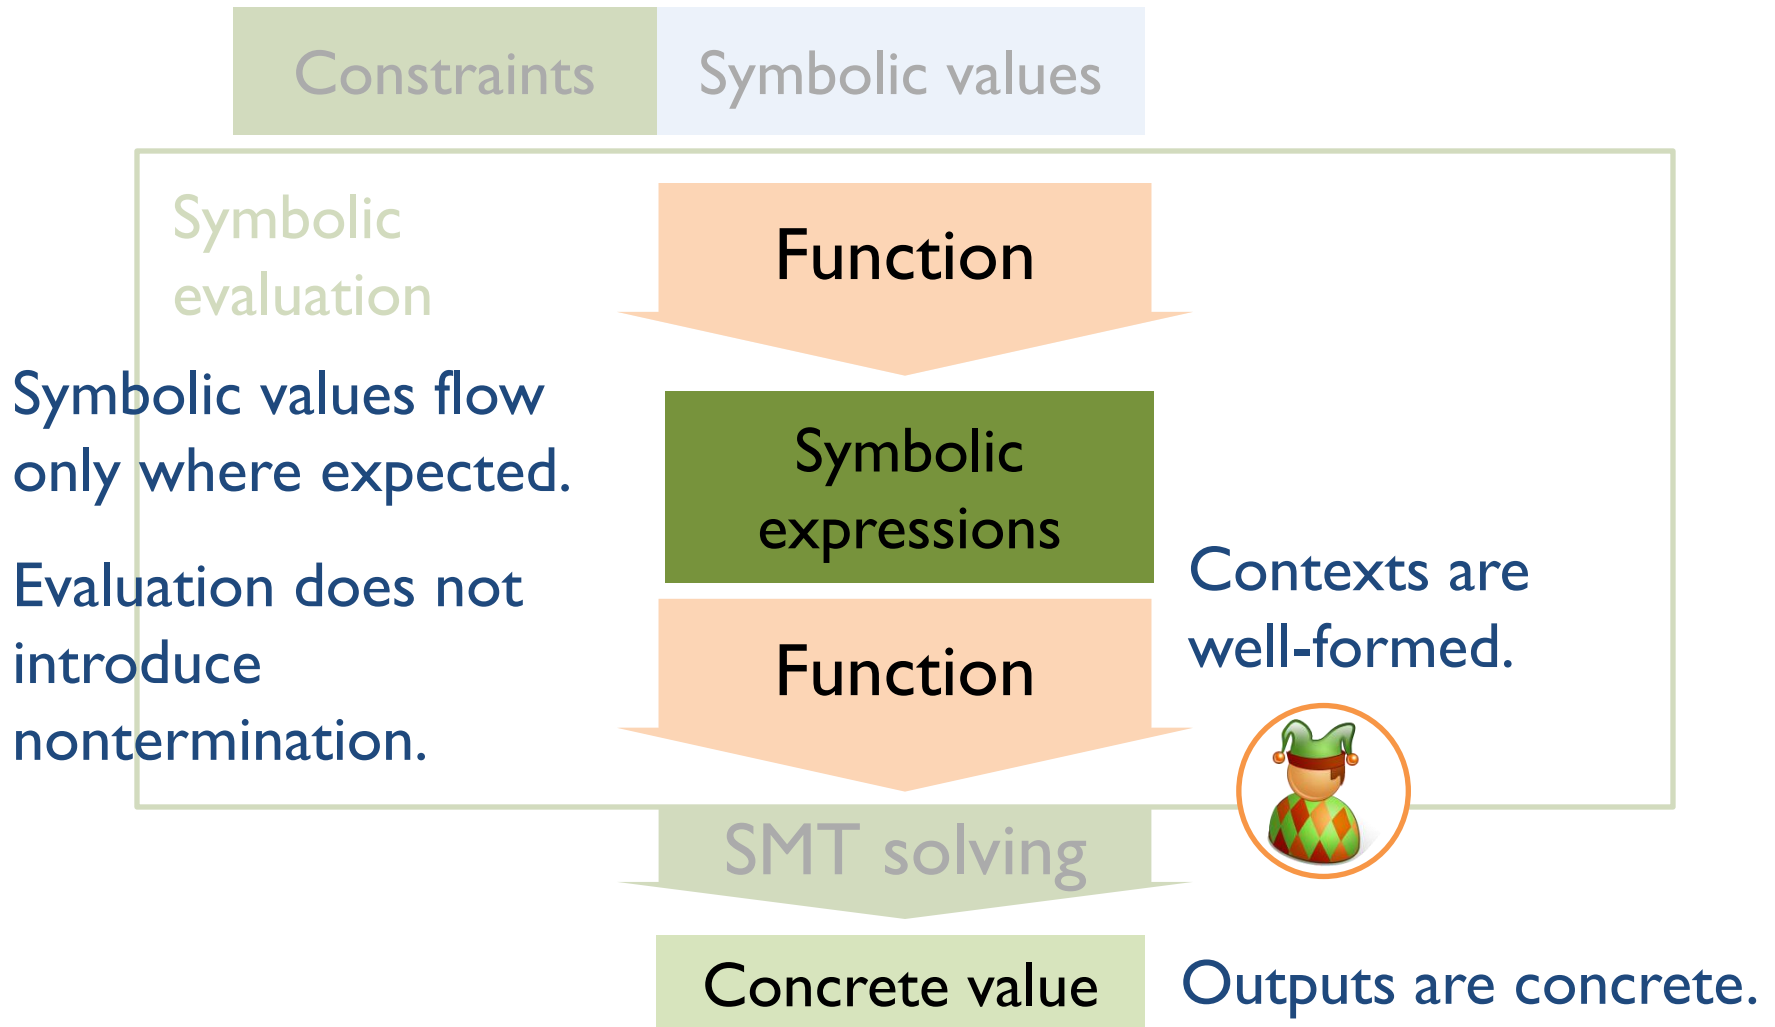 Constraints
Symbolic values
Symbolic
evaluation
Function
Symbolic values flow
only where expected.
Symbolic
expressions
Evaluation does not
introduce
nontermination.
Contexts are
well-formed.
Function
SMT solving
Concrete value
Outputs are concrete.